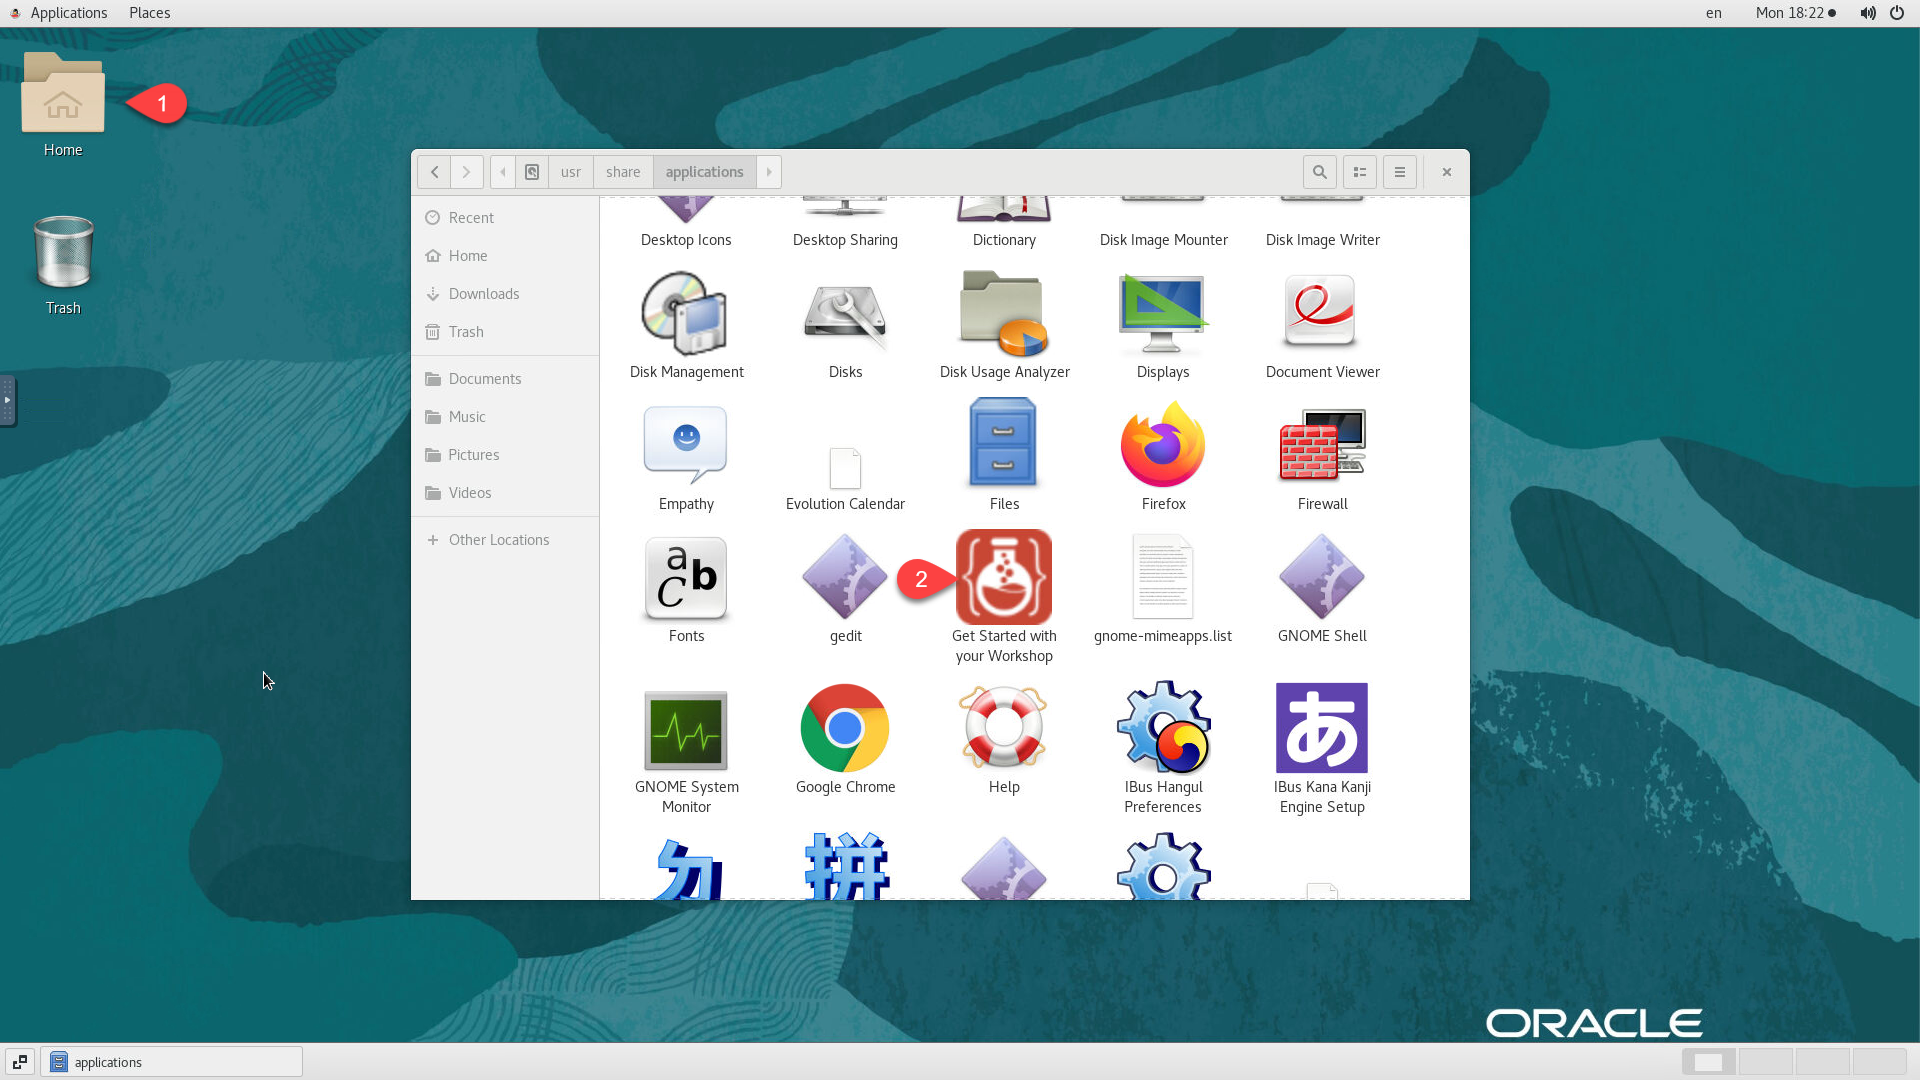 Applications Places
en Mon 18:22
1
Home
Trash
usr share applications
Recent
Home
Downloads
Trash
Documents
Music
Pictures
Videos
Other Locations
Desktop Icons Desktop Sharing Dictionary Disk Image Mounter Disk Image Writer
Disk Management Disks Disk Usage Analyzer Displays Document Viewer
Empathy Evolution Calendar Files Firefox Firewall
a
b
C
2
Fonts gedit Get Started with gnome-mimeapps.list GNOME Shell
your Workshop
あ
GNOME System Google Chrome Help IBus Hangul IBus Kana Kanji
Monitor Preferences Engine Setup
勿 拼
ORACLE
applications